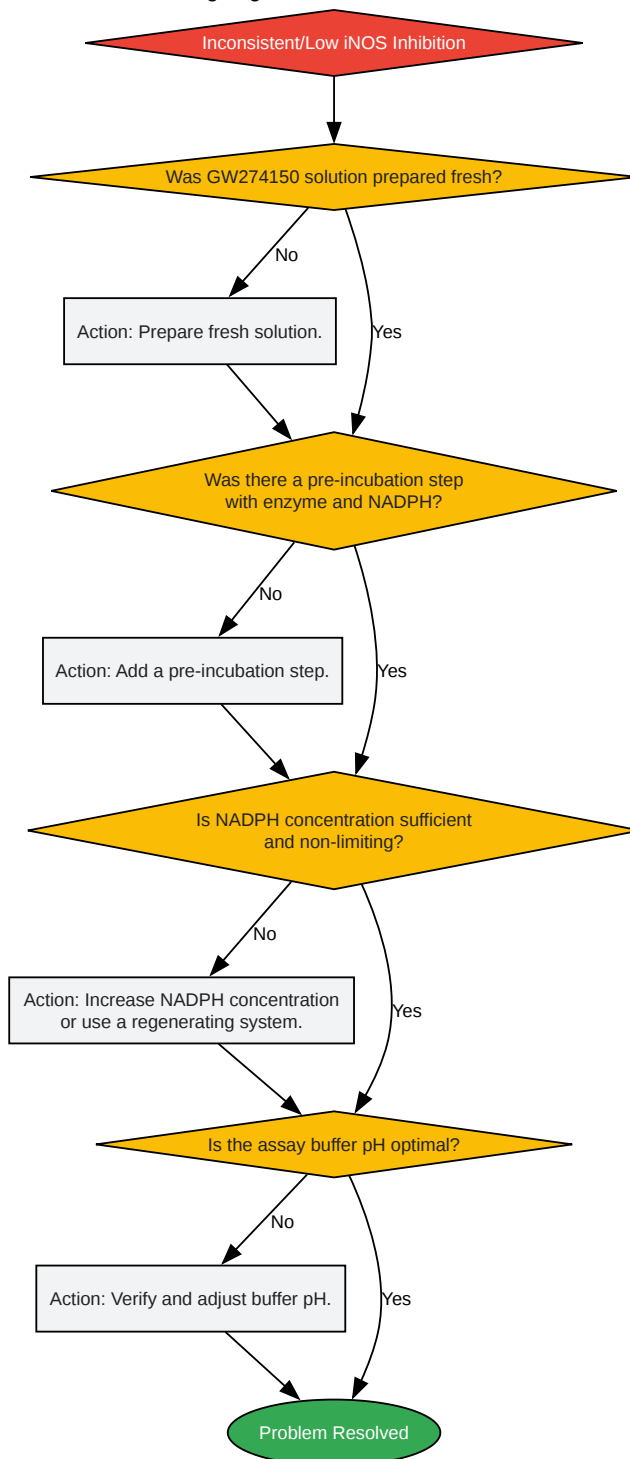 Inconsistent/Low iNOS Inhibition
Was GW274150 solution prepared fresh?
No
Action: Prepare fresh solution.
Yes
Was there a pre-incubation step
with enzyme and NADPH?
No
Action: Add a pre-incubation step.
Yes
Is NADPH concentration sufficient
and non-limiting?
No
Action: Increase NADPH concentration
or use a regenerating system.
Yes
Is the assay buffer pH optimal?
No
Action: Verify and adjust buffer pH.
Yes
Problem Resolved